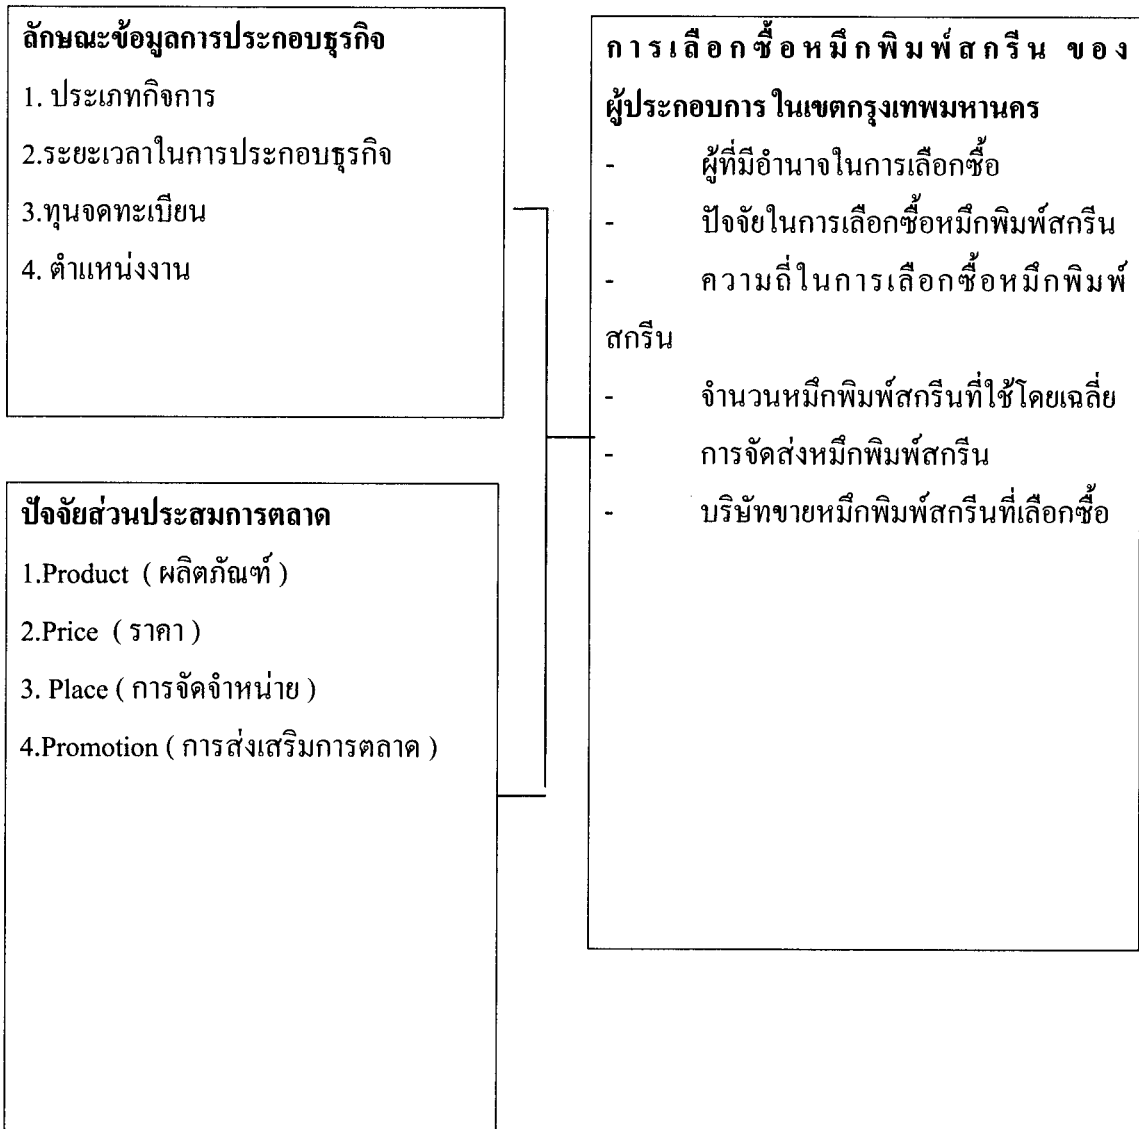 ลักษณะข้อมูลการประกอบธุรกิจ
1. ประเภทกิจการ
2.ระยะเวลาในการประกอบธุรกิจ
3.ทุนจดทะเบียน
4. ตำแหน่งงาน
ปัจจัยส่วนประสมการตลาด
1.Product ( ผลิตภัณฑ์ )
2.Price ( ราคา )
3. Place ( การจัดจำหน่าย )
4.Promotion ( การส่งเสริมการตลาด )
การเลือกซื้อหมึกพิมพ์สกรีน ของ
ผู้ประกอบการ ในเขตกรุงเทพมหานคร
- ผู้ที่มีอำนาจในการเลือกซื้อ
- ปัจจัยในการเลือกซื้อหมึกพิมพ์สกรีน
- ความถี่ในการเลือกซื้อหมึกพิมพ์
สกรีน
- จำนวนหมึกพิมพ์สกรีนที่ใช้โดยเฉลี่ย
- การจัดส่งหมึกพิมพ์สกรีน
- บริษัทขายหมึกพิมพ์สกรีนที่เลือกซื้อ